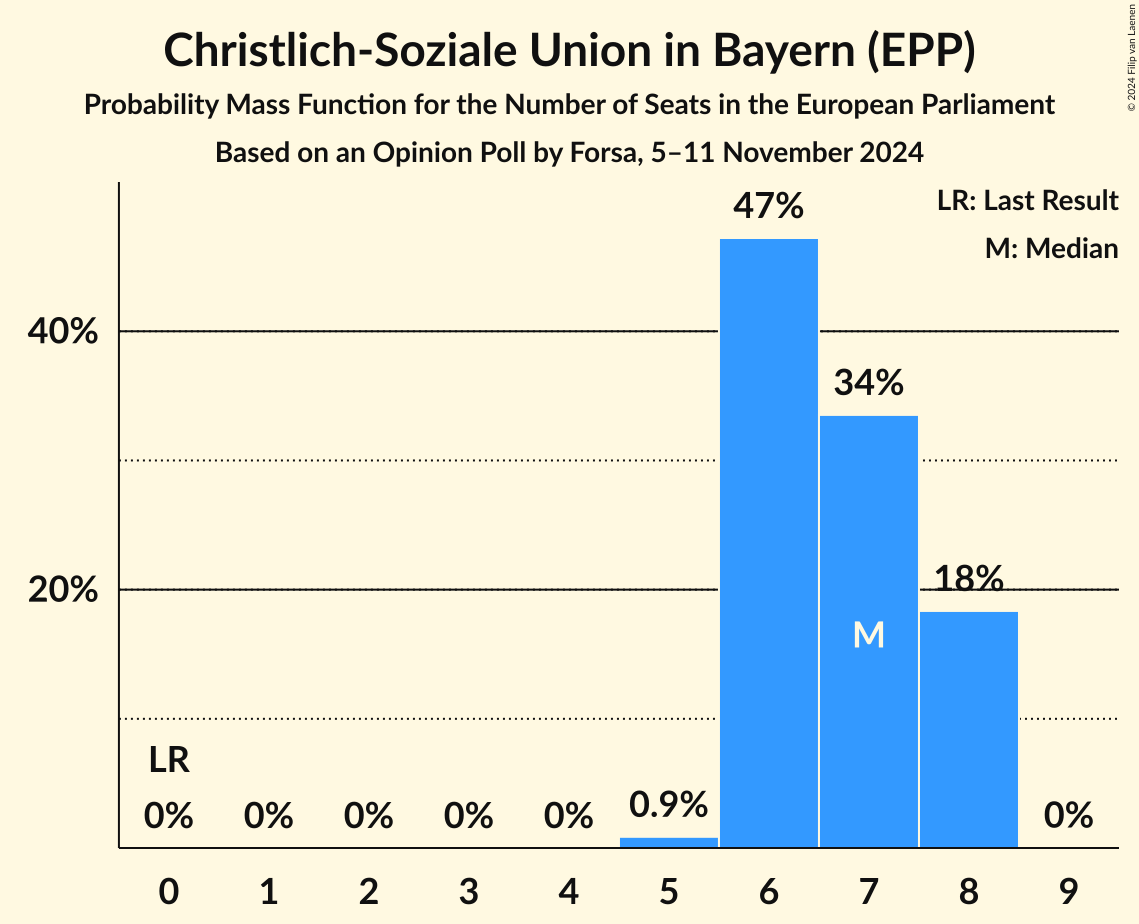 Christlich-Soziale Union in Bayern (EPP)
Probability Mass Function for the Number of Seats in the European Parliament
Based on an Opinion Poll by Forsa, 5–11 November 2024
© 2024 Filip van Laenen
LR: Last Result
M: Median
47%
40%
34%
20%
18%
M
LR
0% 0% 0% 0% 0% 0.9% 0%
0 1 2 3 4 5 6 7 8 9